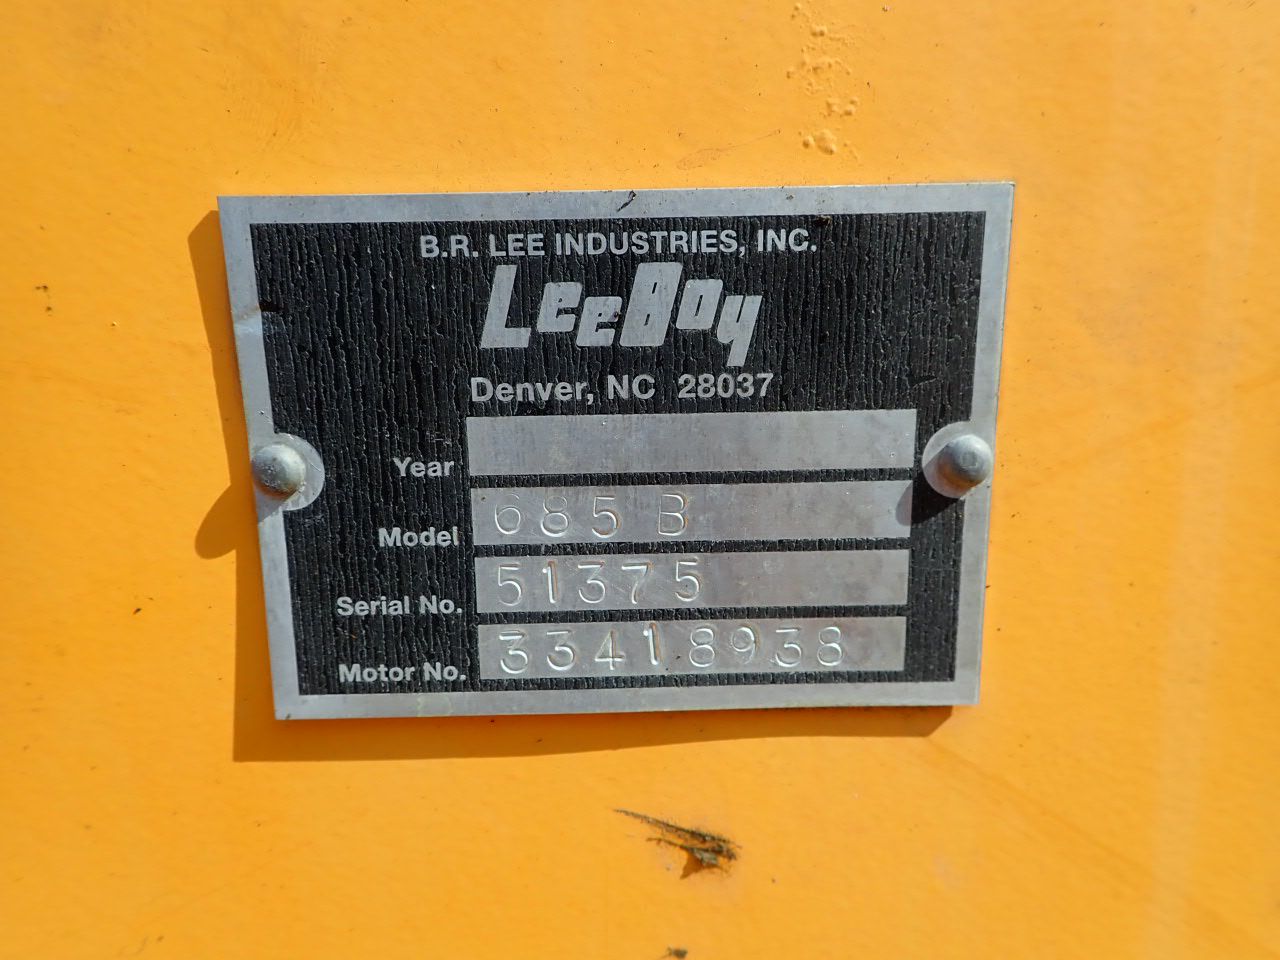 B.R. LEE INDUSTRIES, INC.
LeeBoy
Denver, NC 28037
Year
Model 685 B
Serial No. 51375
Motor No. 33418938